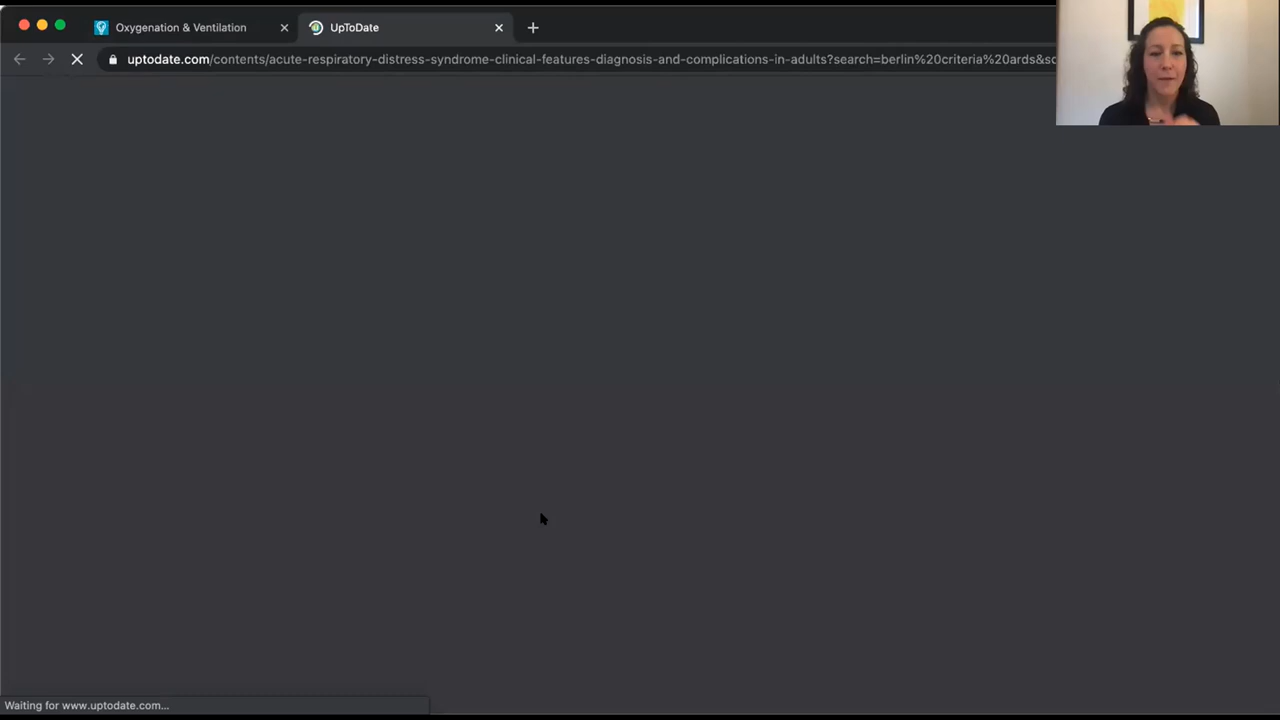 Oxygenation & Ventilation
UpToDate
uptodate.com/contents/acute-respiratory-distress-syndrome-clinical-features-diagnosis-and-complications-in-adults?search=berlin%20criteria%20ards&sc
Waiting for www.uptodate.com...